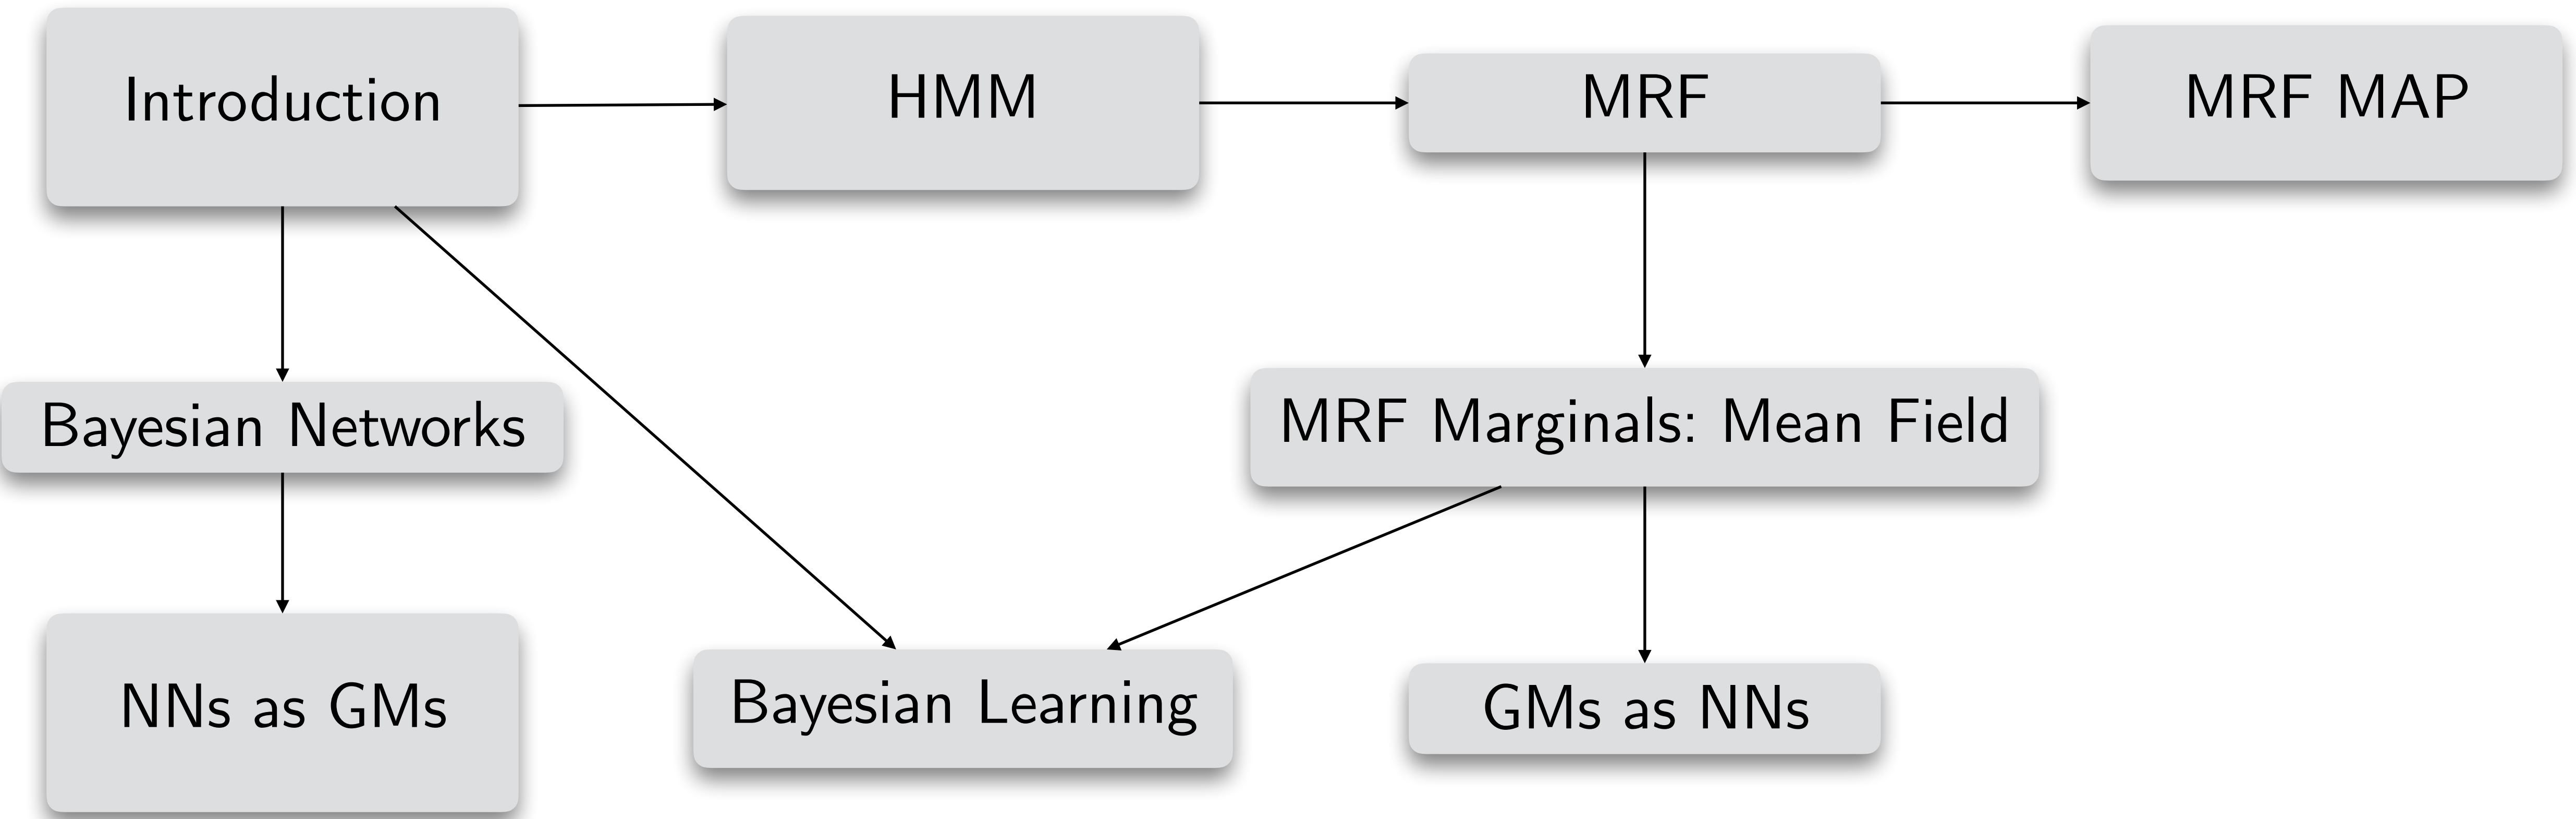 Introduction
HMM
MRF
MRF MAP
Bayesian Networks
MRF Marginals: Mean Field
NNs as GMs
Bayesian Learning
GMs as NNs